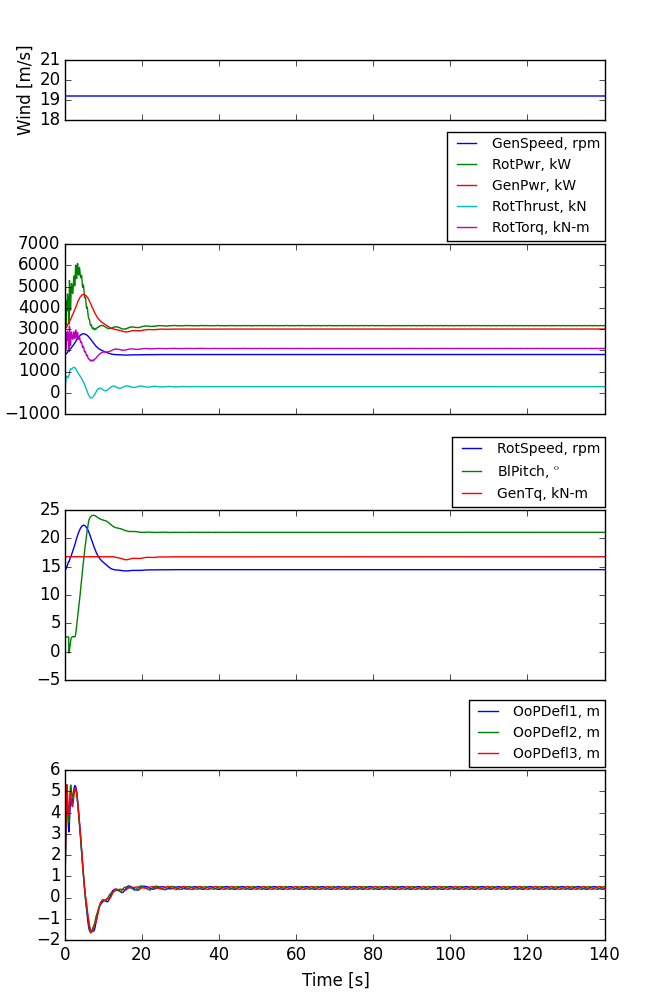 Wind [m/s]
21
20
19
18
GenSpeed, rpm
RotPwr, kW
GenPwr, kW
RotThrust, kN
RotTorq, kN-m
7000
6000
5000
4000
3000
2000
1000
0
−1000
RotSpeed, rpm
BlPitch, °
GenTq, kN-m
25
20
15
10
5
0
−5
OoPDefl1, m
OoPDefl2, m
OoPDefl3, m
6
5
4
3
2
1
0
−1
−2
0 20 40 60 80 100 120 140
Time [s]